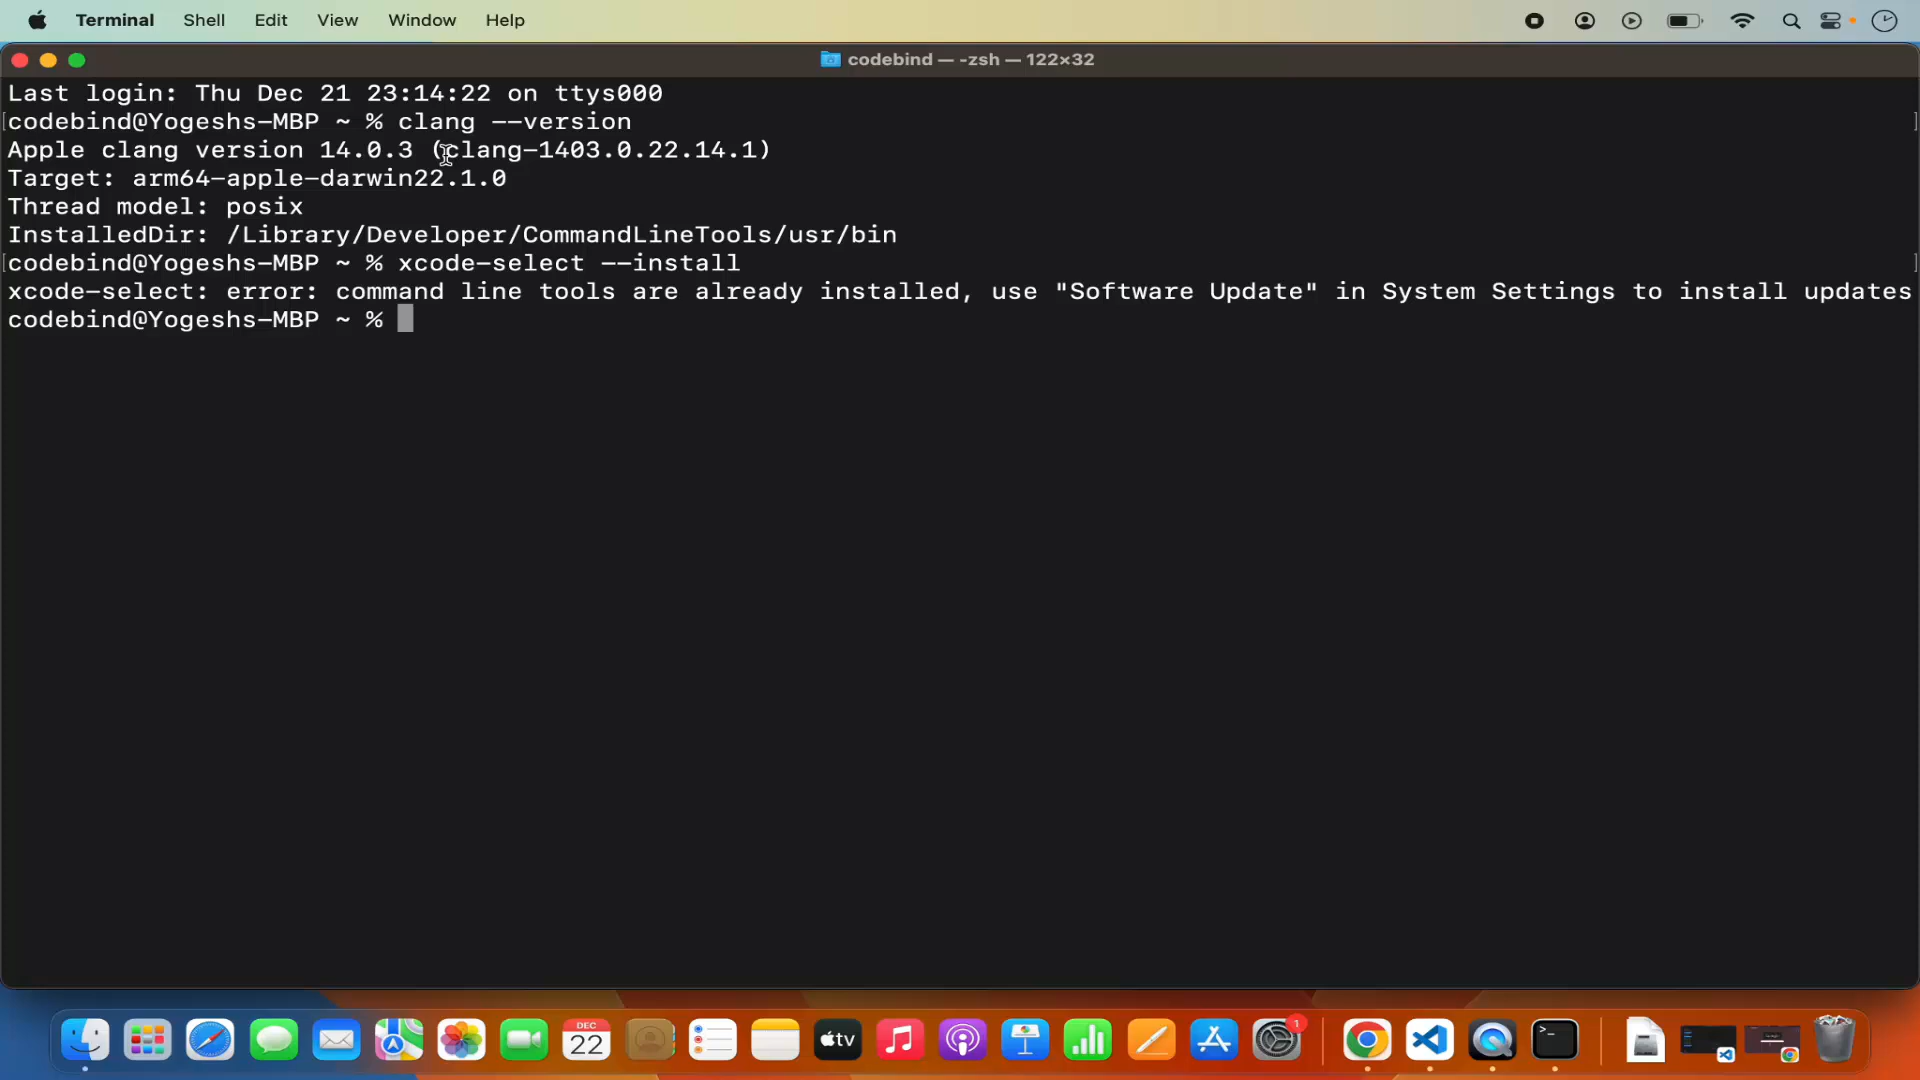 Terminal Shell Edit View Window Help
codebind — -zsh — 122×32
Last login: Thu Dec 21 23:14:22 on ttys000
[codebind@Yogeshs-MBP ~ % clang --version ]
Apple clang version 14.0.3 (clang-1403.0.22.14.1)
Target: arm64-apple-darwin22.1.0
Thread model: posix
InstalledDir: /Library/Developer/CommandLineTools/usr/bin
[codebind@Yogeshs-MBP ~ % xcode-select --install ]
xcode-select: error: command line tools are already installed, use "Software Update" in System Settings to install updates
codebind@Yogeshs-MBP ~ %
DEC
22
tv
1
>_